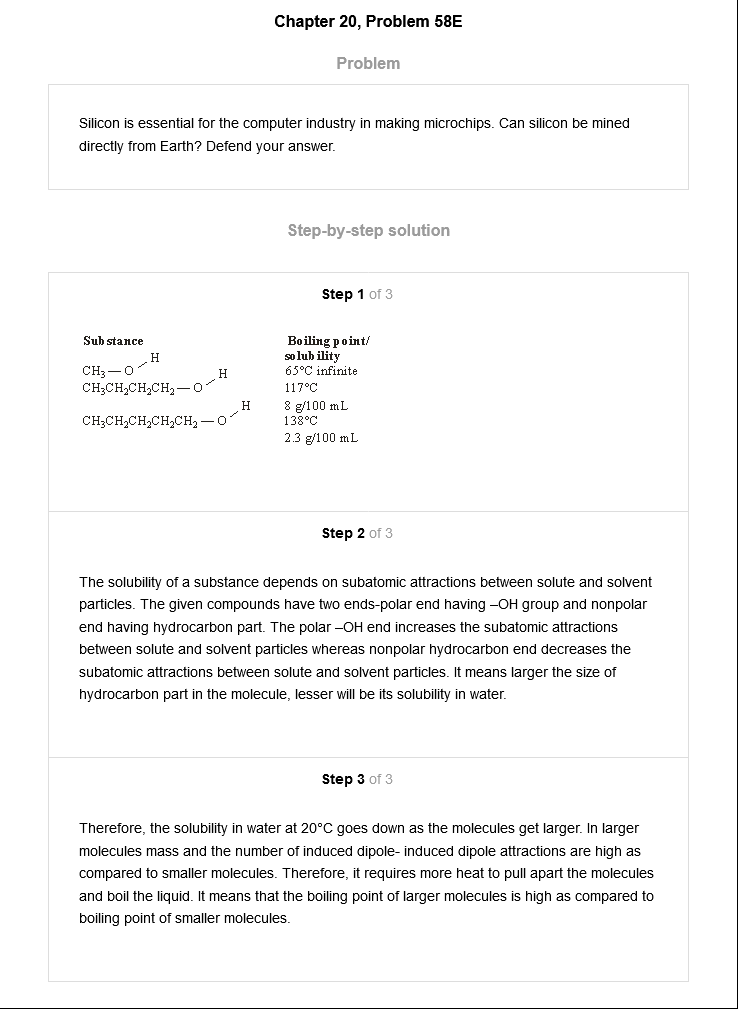 Chapter 20, Problem 58E
Problem
Silicon is essential for the computer industry in making microchips. Can silicon be mined
directly from Earth? Defend your answer.
Step-by-step solution
Step 1 of 3
Substance Boiling point/
solubility
H
CH₃—O 65°C infinite
H
CH₃CH₂CH₂CH₂—O 117°C
H 8 g/100 mL
CH₃CH₂CH₂CH₂CH₂—O 138°C
2.3 g/100 mL
Step 2 of 3
The solubility of a substance depends on subatomic attractions between solute and solvent
particles. The given compounds have two ends-polar end having –OH group and nonpolar
end having hydrocarbon part. The polar –OH end increases the subatomic attractions
between solute and solvent particles whereas nonpolar hydrocarbon end decreases the
subatomic attractions between solute and solvent particles. It means larger the size of
hydrocarbon part in the molecule, lesser will be its solubility in water.
Step 3 of 3
Therefore, the solubility in water at 20°C goes down as the molecules get larger. In larger
molecules mass and the number of induced dipole- induced dipole attractions are high as
compared to smaller molecules. Therefore, it requires more heat to pull apart the molecules
and boil the liquid. It means that the boiling point of larger molecules is high as compared to
boiling point of smaller molecules.